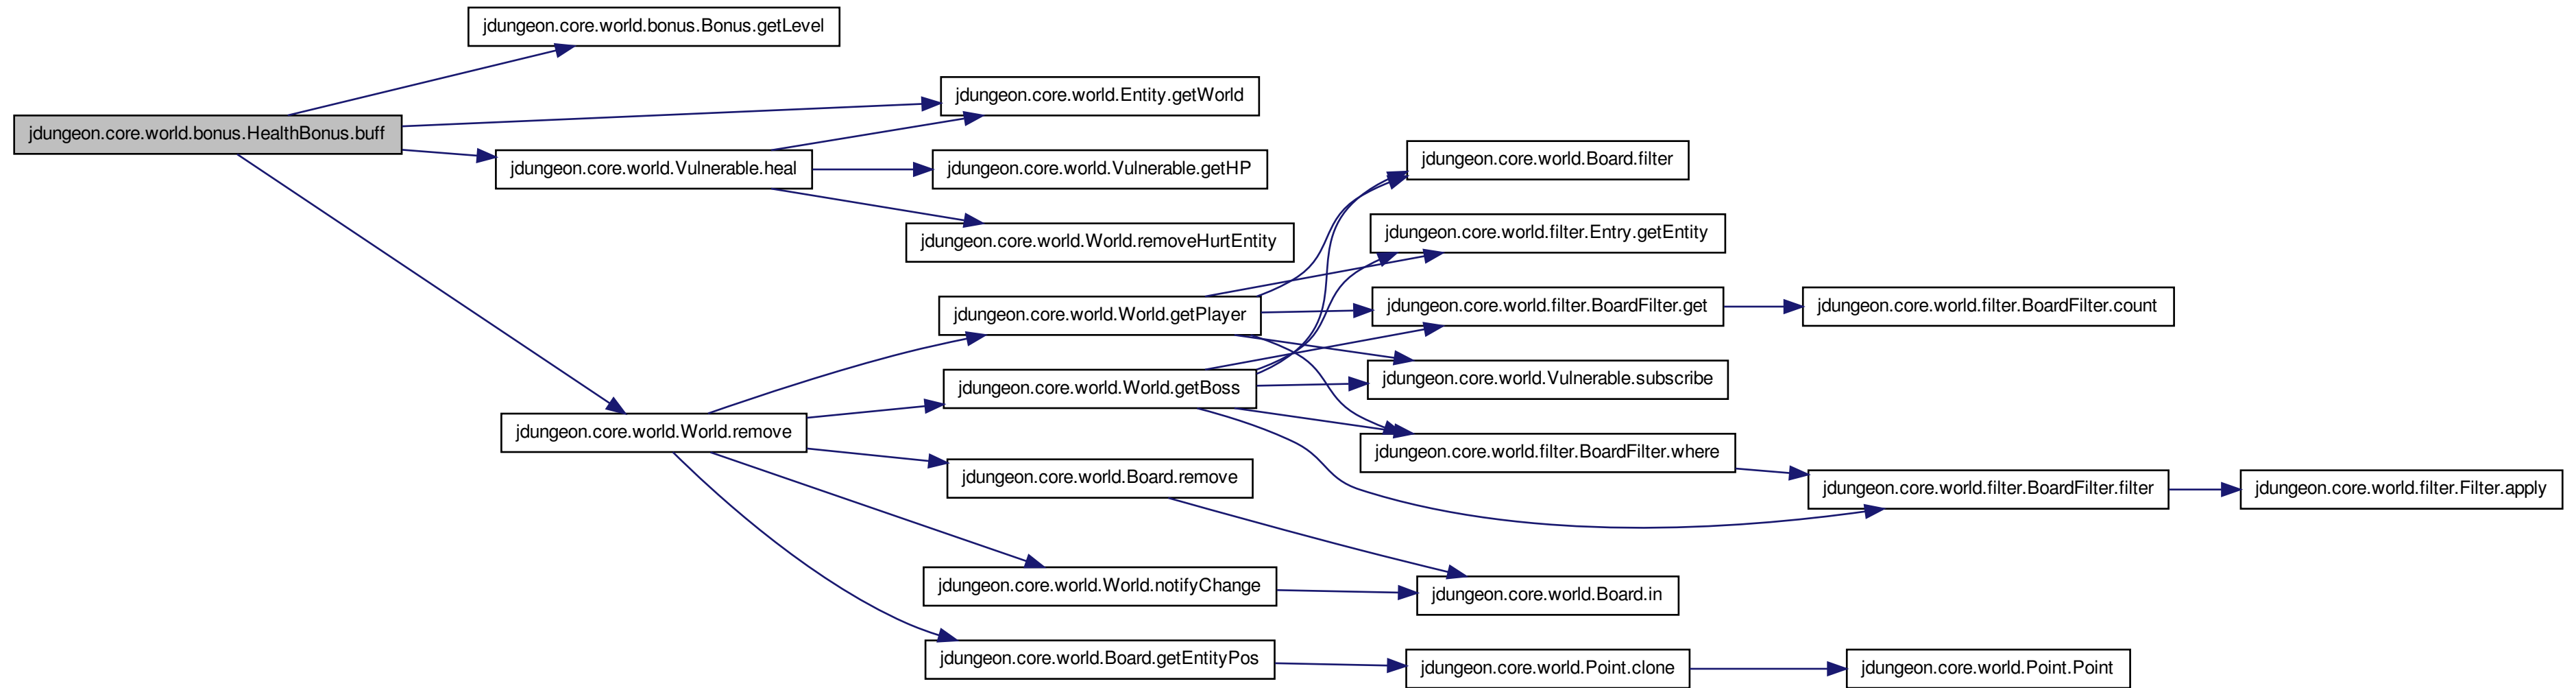 jdungeon.core.world.bonus.Bonus.getLevel
jdungeon.core.world.Entity.getWorld
jdungeon.core.world.bonus.HealthBonus.buff
jdungeon.core.world.Vulnerable.heal
jdungeon.core.world.Vulnerable.getHP
jdungeon.core.world.Board.filter
jdungeon.core.world.World.removeHurtEntity
jdungeon.core.world.filter.Entry.getEntity
jdungeon.core.world.World.getPlayer
jdungeon.core.world.filter.BoardFilter.get
jdungeon.core.world.filter.BoardFilter.count
jdungeon.core.world.World.getBoss
jdungeon.core.world.Vulnerable.subscribe
jdungeon.core.world.World.remove
jdungeon.core.world.filter.BoardFilter.where
jdungeon.core.world.Board.remove
jdungeon.core.world.filter.BoardFilter.filter
jdungeon.core.world.filter.Filter.apply
jdungeon.core.world.World.notifyChange
jdungeon.core.world.Board.in
jdungeon.core.world.Board.getEntityPos
jdungeon.core.world.Point.clone
jdungeon.core.world.Point.Point